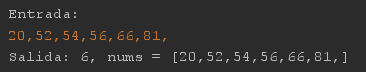 Entrada:
20,52,54,56,66,81,
Salida: 6, nums = [20,52,54,56,66,81,]